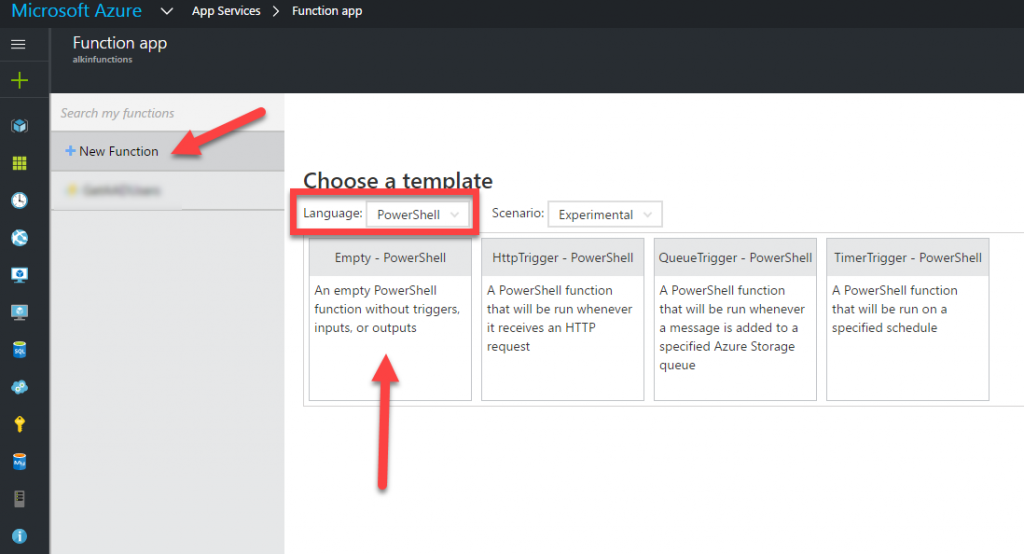 Microsoft Azure App Services > Function app
Function app
alkinfunctions
Search my functions
+ New Function
Choose a template
Language: PowerShell Scenario: Experimental
Empty - PowerShell
An empty PowerShell
function without triggers,
inputs, or outputs
HttpTrigger - PowerShell
A PowerShell function
that will be run whenever
it receives an HTTP
request
QueueTrigger - PowerShell
A PowerShell function
that will be run whenever
a message is added to a
specified Azure Storage
queue
TimerTrigger - PowerShell
A PowerShell function
that will be run on a
specified schedule
SQL